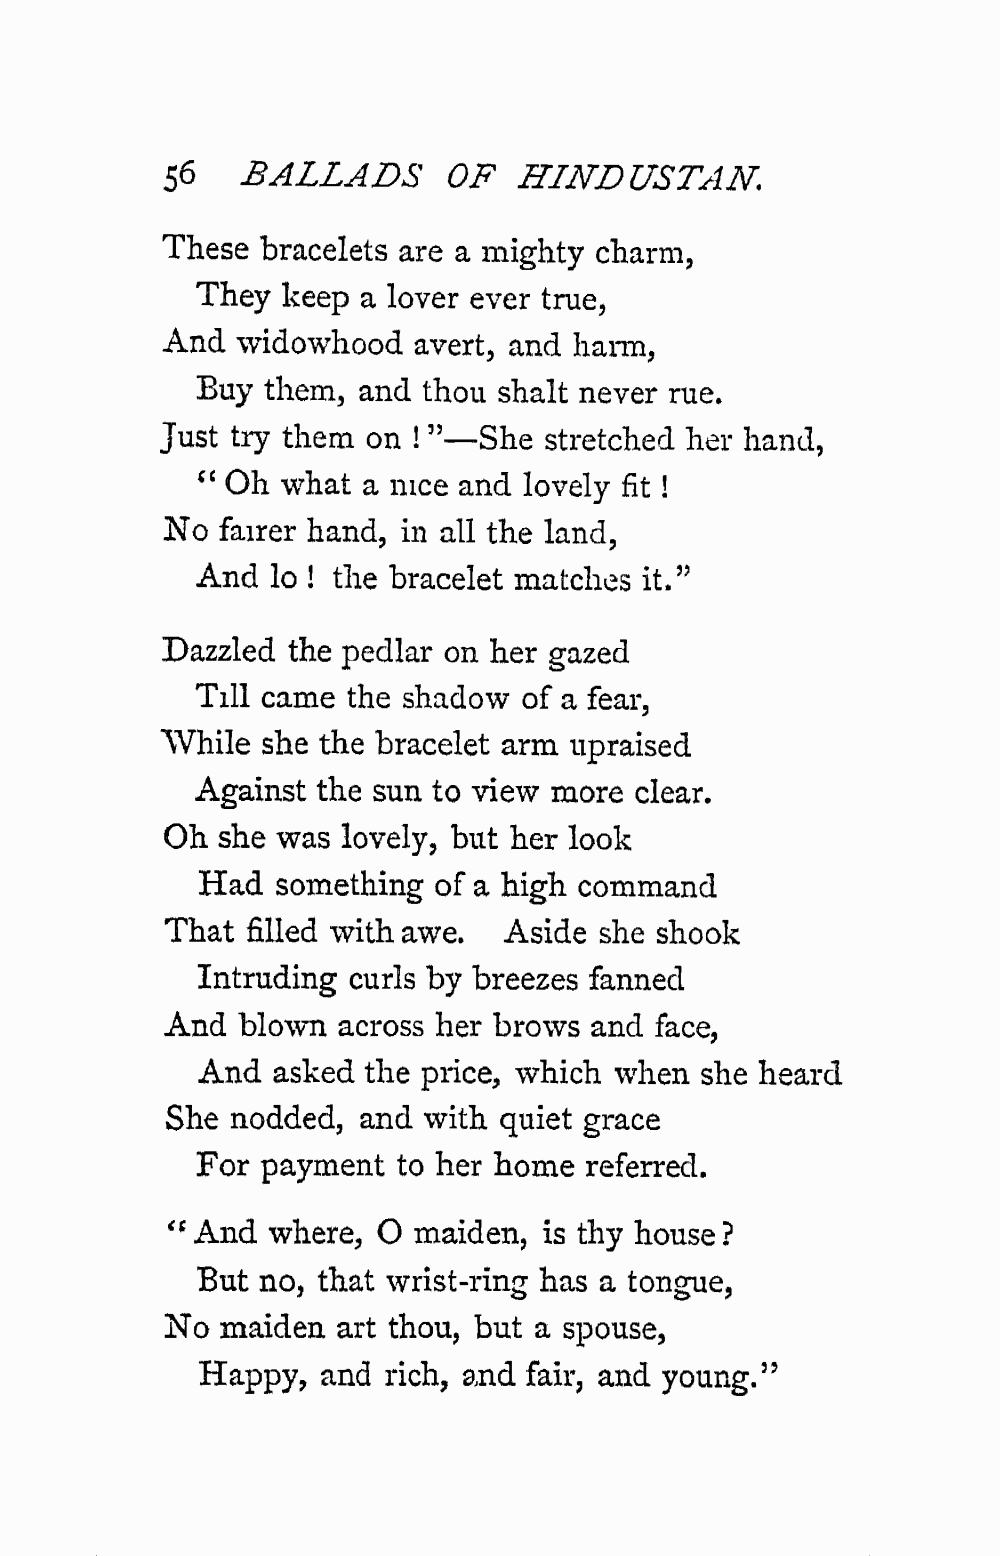 56 BALLADS OF HINDUSTAN.
These bracelets are a mighty charm,
They keep a lover ever true,
And widowhood avert, and harm,
Buy them, and thou shalt never rue.
Just try them on ! ”—She stretched her hand,
“ Oh what a nice and lovely fit !
No fairer hand, in all the land,
And lo ! the bracelet matches it.”
Dazzled the pedlar on her gazed
Till came the shadow of a fear,
While she the bracelet arm upraised
Against the sun to view more clear.
Oh she was lovely, but her look
Had something of a high command
That filled with awe. Aside she shook
Intruding curls by breezes fanned
And blown across her brows and face,
And asked the price, which when she heard
She nodded, and with quiet grace
For payment to her home referred.
“ And where, O maiden, is thy house ?
But no, that wrist-ring has a tongue,
No maiden art thou, but a spouse,
Happy, and rich, and fair, and young.”